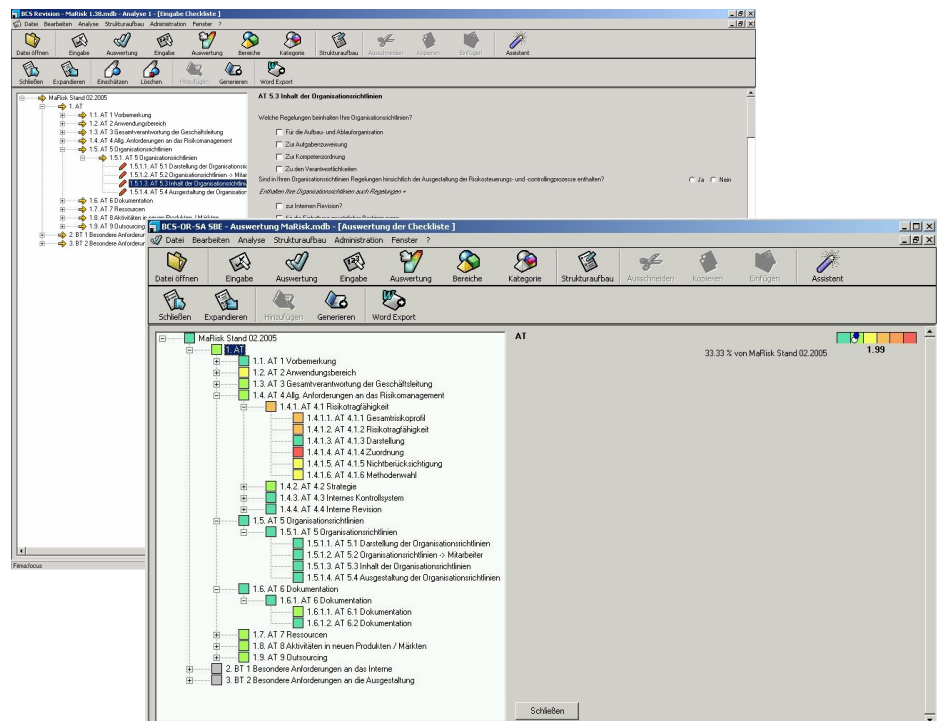 BCS Revision - MaRisk 1.38.mdb - Analyse 1 - [Eingabe Checkliste ]
Datei Bearbeiten Analyse Strukturaufbau Administration Fenster ?
Datei öffnen Eingabe Auswertung Eingabe Auswertung Bereiche Kategorie Strukturaufbau Ausschneiden Kopieren Einfügen Assistent
Schließen Expandieren Einschätzen Löschen Hinzufügen Generieren Word Export
MaRisk Stand 02.2005
1. AT
1.1. AT 1 Vorbemerkung
1.2. AT 2 Anwendungsbereich
1.3. AT 3 Gesamtverantwortung der Geschäftsleitung
1.4. AT 4 Allg. Anforderungen an das Risikomanagement
1.5. AT 5 Organisationsrichtlinien
1.5.1. AT 5 Organisationsrichtlinien
1.5.1.1. AT 5.1 Darstellung der Organisationsri
1.5.1.2. AT 5.2 Organisationsrichtlinien -> Mitar
1.5.1.3. AT 5.3 Inhalt der Organisationsrichtlini
1.5.1.4. AT 5.4 Ausgestaltung der Organisation
1.6. AT 6 Dokumentation
1.7. AT 7 Ressourcen
1.8. AT 8 Aktivitäten in neuen Produkten / Märkten
1.9. AT 9 Outsourcing
2. BT 1 Besondere Anforderun
3. BT 2 Besondere Anforderun
AT 5.3 Inhalt der Organisationsrichtlinien
Welche Regelungen beinhalten Ihre Organisationsrichtlinien?
Für die Aufbau- und Ablauforganisation
Zur Aufgabenzuweisung
Zur Kompetenzordnung
Zu den Verantwortlichkeiten
Sind in Ihren Organisationsrichtlinien Regelungen hinsichtlich der Ausgestaltung der Risikosteuerungs- und -controllingprozesse enthalten? Ja Nein
Enthalten Ihre Organisationsrichtlinien auch Regelungen »
zur Internen Revision?
Firma:focus
BCS-OR-SA SBE - Auswertung MaRisk.mdb - [Auswertung der Checkliste ]
Datei Bearbeiten Analyse Strukturaufbau Administration Fenster ?
Datei öffnen Eingabe Auswertung Eingabe Auswertung Bereiche Kategorie Strukturaufbau Ausschneiden Kopieren Einfügen Assistent
Schließen Expandieren Hinzufügen Generieren Word Export
MaRisk Stand 02.2005
1. AT
1.1. AT 1 Vorbemerkung
1.2. AT 2 Anwendungsbereich
1.3. AT 3 Gesamtverantwortung der Geschäftsleitung
1.4. AT 4 Allg. Anforderungen an das Risikomanagement
1.4.1. AT 4.1 Risikotragfähigkeit
1.4.1.1. AT 4.1.1 Gesamtrisikoprofil
1.4.1.2. AT 4.1.2 Risikotragfähigkeit
1.4.1.3. AT 4.1.3 Darstellung
1.4.1.4. AT 4.1.4 Zuordnung
1.4.1.5. AT 4.1.5 Nichtberücksichtigung
1.4.1.6. AT 4.1.6 Methodenwahl
1.4.2. AT 4.2 Strategie
1.4.3. AT 4.3 Internes Kontrollsystem
1.4.4. AT 4.4 Interne Revision
1.5. AT 5 Organisationsrichtlinien
1.5.1. AT 5 Organisationsrichtlinien
1.5.1.1. AT 5.1 Darstellung der Organisationsrichtlinien
1.5.1.2. AT 5.2 Organisationsrichtlinien -> Mitarbeiter
1.5.1.3. AT 5.3 Inhalt der Organisationsrichtlinien
1.5.1.4. AT 5.4 Ausgestaltung der Organisationsrichtlinien
1.6. AT 6 Dokumentation
1.6.1. AT 6 Dokumentation
1.6.1.1. AT 6.1 Dokumentation
1.6.1.2. AT 6.2 Dokumentation
1.7. AT 7 Ressourcen
1.8. AT 8 Aktivitäten in neuen Produkten / Märkten
1.9. AT 9 Outsourcing
2. BT 1 Besondere Anforderungen an das Interne
3. BT 2 Besondere Anforderungen an die Ausgestaltung
AT
33.33 % von MaRisk Stand 02.2005 1.99
Schließen